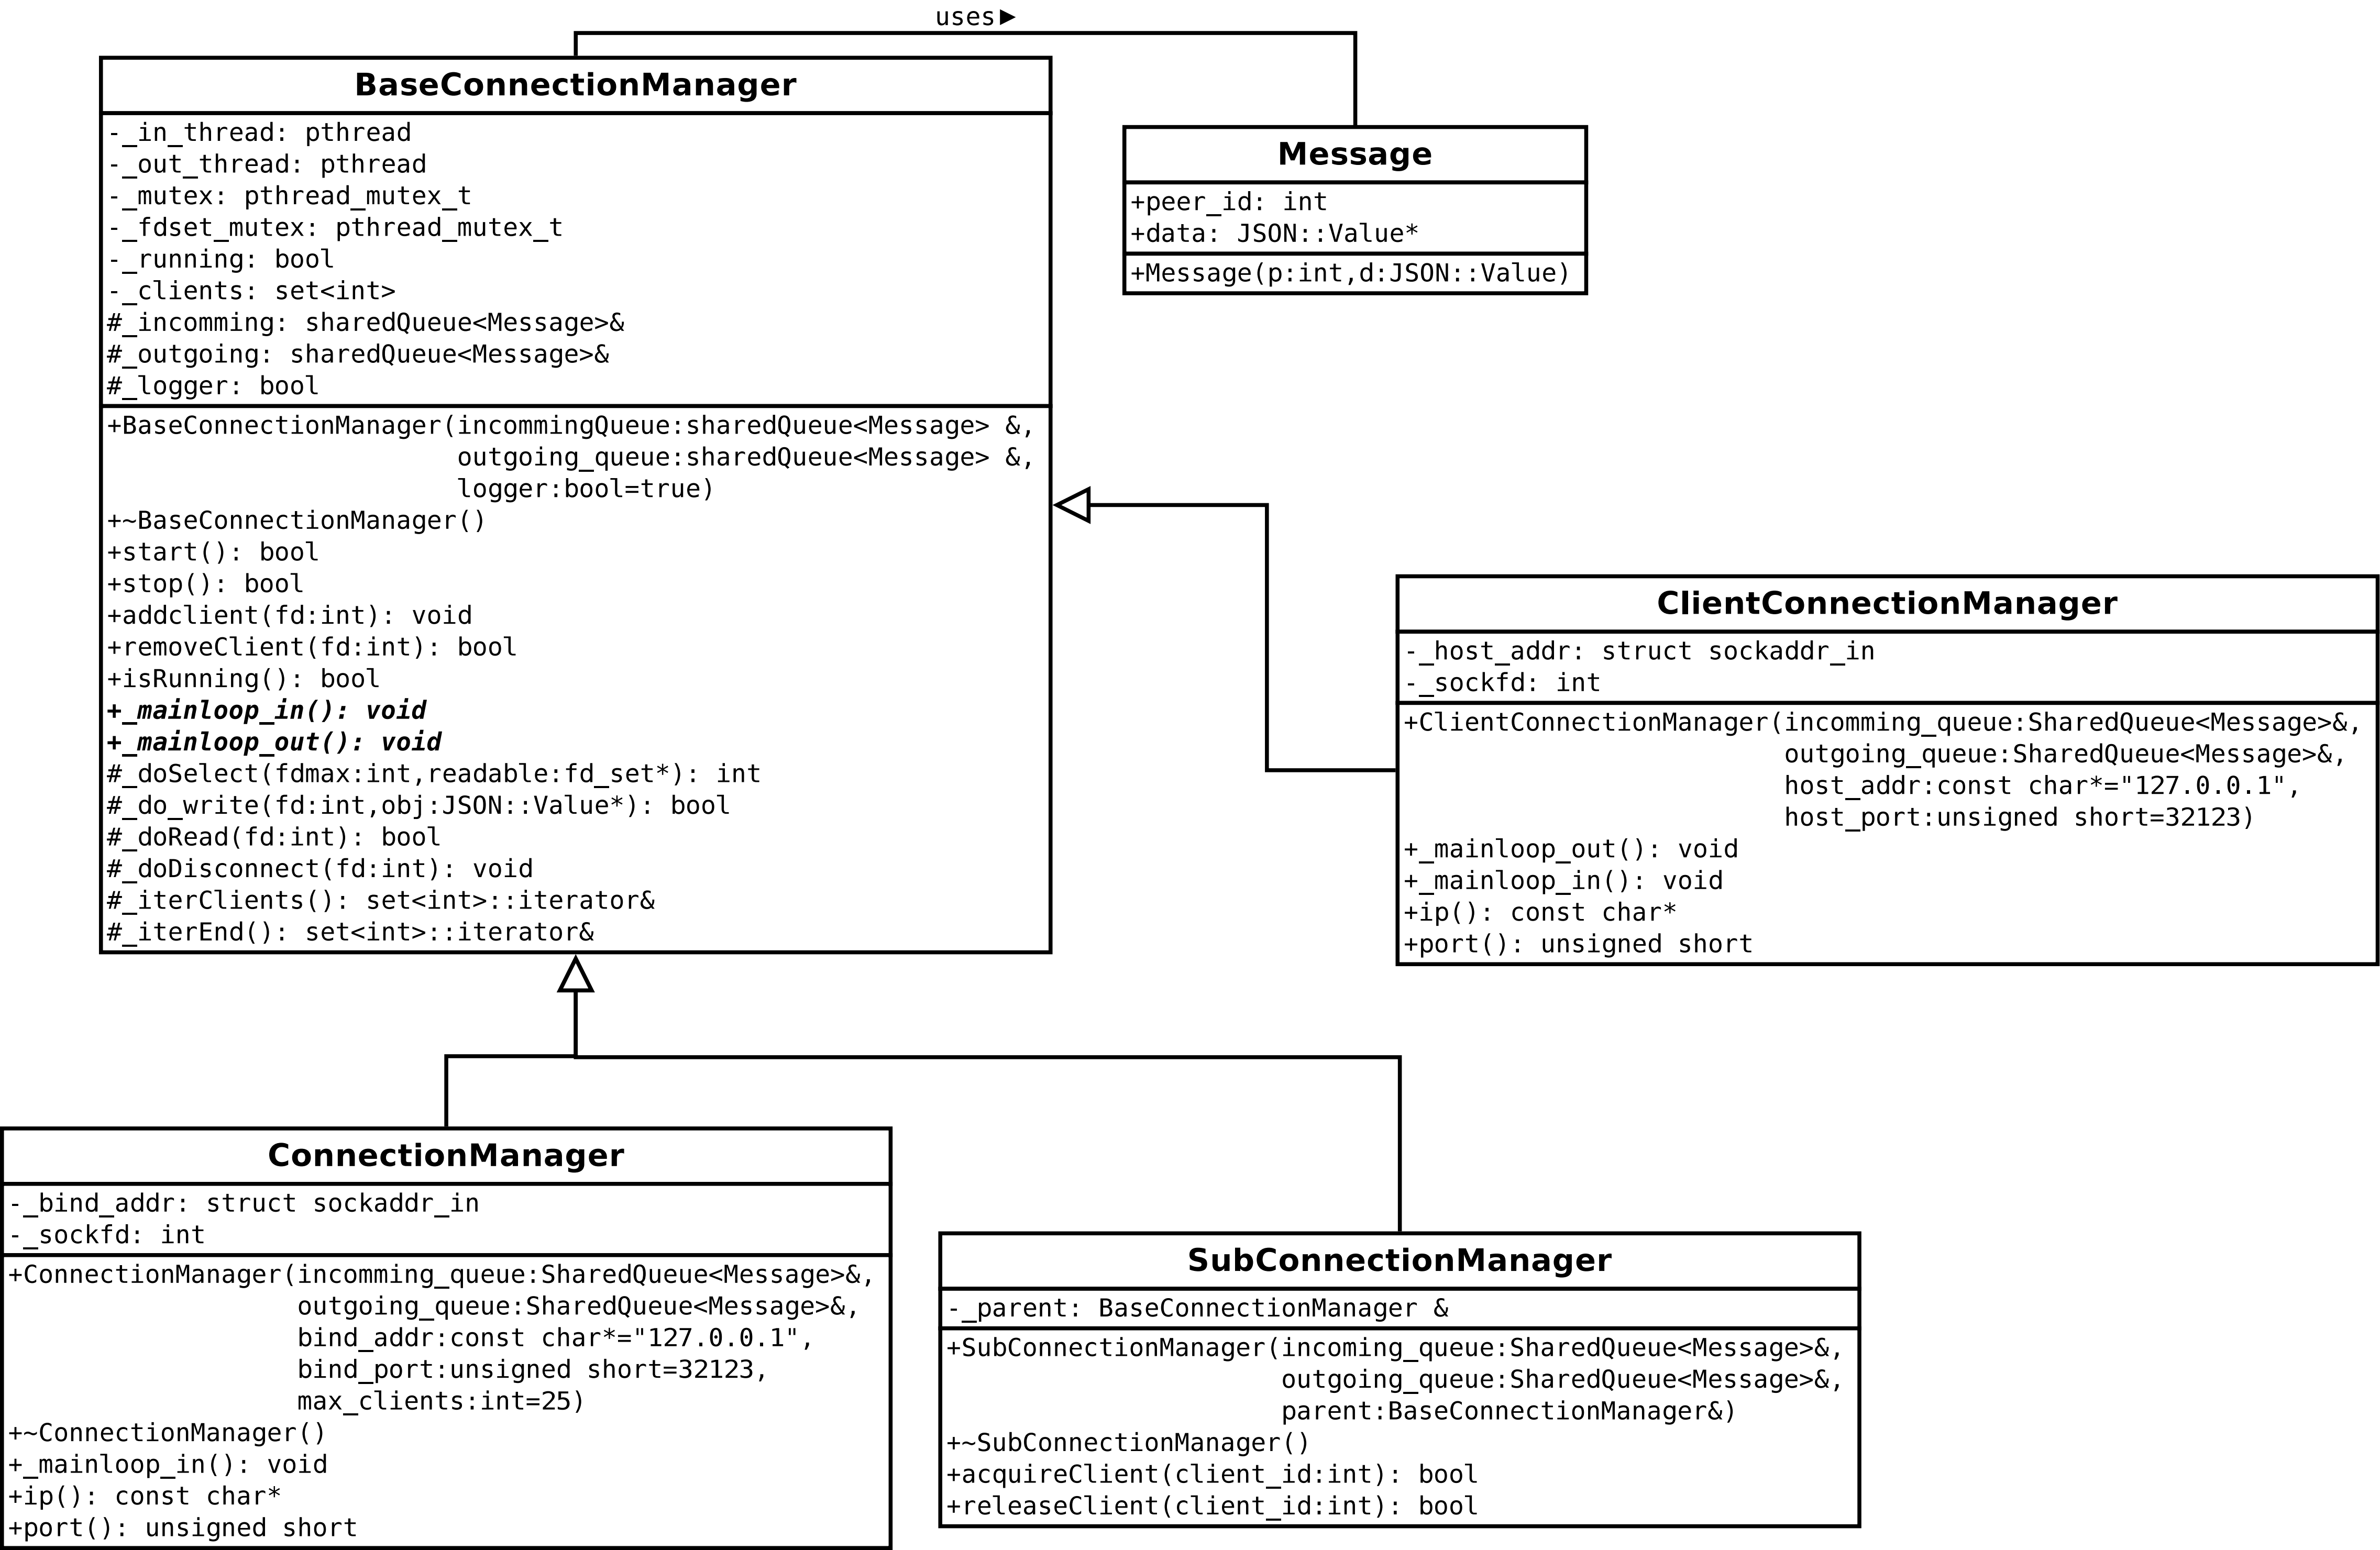 uses►
BaseConnectionManager
-_in_thread: pthread
-_out_thread: pthread
-_mutex: pthread_mutex_t
-_fdset_mutex: pthread_mutex_t
-_running: bool
-_clients: set<int>
#_incomming: sharedQueue<Message>&
#_outgoing: sharedQueue<Message>&
#_logger: bool
+BaseConnectionManager(incommingQueue:sharedQueue<Message> &,
outgoing_queue:sharedQueue<Message> &,
logger:bool=true)
+~BaseConnectionManager()
+start(): bool
+stop(): bool
+addclient(fd:int): void
+removeClient(fd:int): bool
+isRunning(): bool
+_mainloop_in(): void
+_mainloop_out(): void
#_doSelect(fdmax:int,readable:fd_set*): int
#_do_write(fd:int,obj:JSON::Value*): bool
#_doRead(fd:int): bool
#_doDisconnect(fd:int): void
#_iterClients(): set<int>::iterator&
#_iterEnd(): set<int>::iterator&
Message
+peer_id: int
+data: JSON::Value*
+Message(p:int,d:JSON::Value)
ClientConnectionManager
-_host_addr: struct sockaddr_in
-_sockfd: int
+ClientConnectionManager(incomming_queue:SharedQueue<Message>&,
outgoing_queue:SharedQueue<Message>&,
host_addr:const char*="127.0.0.1",
host_port:unsigned short=32123)
+_mainloop_out(): void
+_mainloop_in(): void
+ip(): const char*
+port(): unsigned short
ConnectionManager
-_bind_addr: struct sockaddr_in
-_sockfd: int
+ConnectionManager(incomming_queue:SharedQueue<Message>&,
outgoing_queue:SharedQueue<Message>&,
bind_addr:const char*="127.0.0.1",
bind_port:unsigned short=32123,
max_clients:int=25)
+~ConnectionManager()
+_mainloop_in(): void
+ip(): const char*
+port(): unsigned short
SubConnectionManager
-_parent: BaseConnectionManager &
+SubConnectionManager(incoming_queue:SharedQueue<Message>&,
outgoing_queue:SharedQueue<Message>&,
parent:BaseConnectionManager&)
+~SubConnectionManager()
+acquireClient(client_id:int): bool
+releaseClient(client_id:int): bool